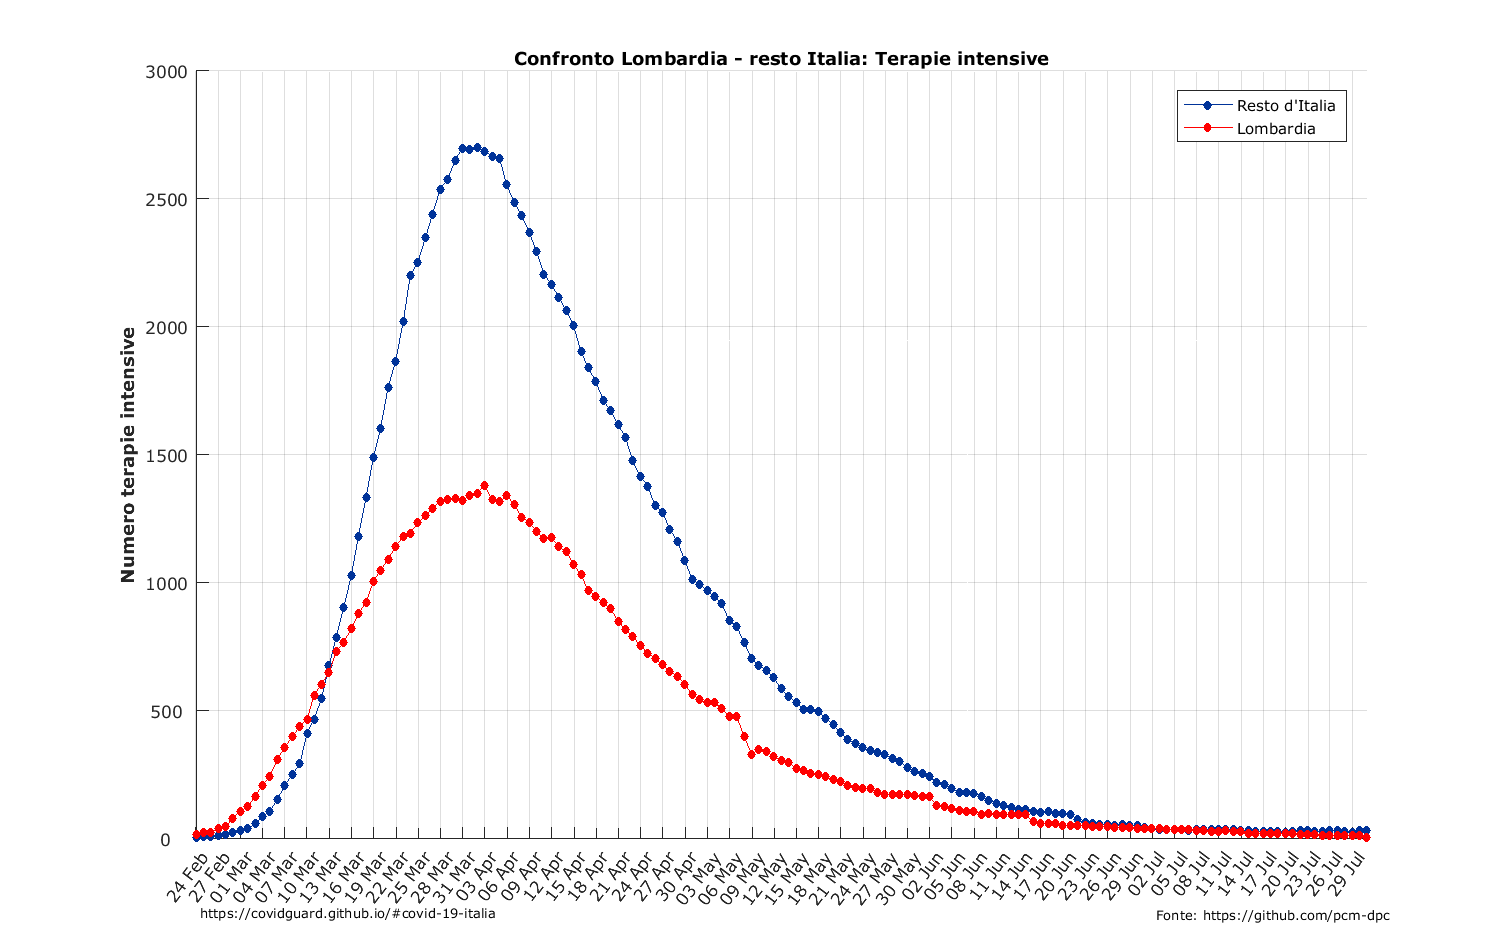 Confronto Lombardia - resto Italia: Terapie intensive
3000
2500
2000
1500
1000
500
0
Numero terapie intensive
Resto d'Italia
Lombardia
24 Feb
27 Feb
01 Mar
04 Mar
07 Mar
10 Mar
13 Mar
16 Mar
19 Mar
22 Mar
25 Mar
28 Mar
31 Mar
03 Apr
06 Apr
09 Apr
12 Apr
15 Apr
18 Apr
21 Apr
24 Apr
27 Apr
30 Apr
03 May
06 May
09 May
12 May
15 May
18 May
21 May
24 May
27 May
30 May
02 Jun
05 Jun
08 Jun
11 Jun
14 Jun
17 Jun
20 Jun
23 Jun
26 Jun
29 Jun
02 Jul
05 Jul
08 Jul
11 Jul
14 Jul
17 Jul
20 Jul
23 Jul
26 Jul
29 Jul
https://covidguard.github.io/#covid-19-italia
Fonte: https://github.com/pcm-dpc